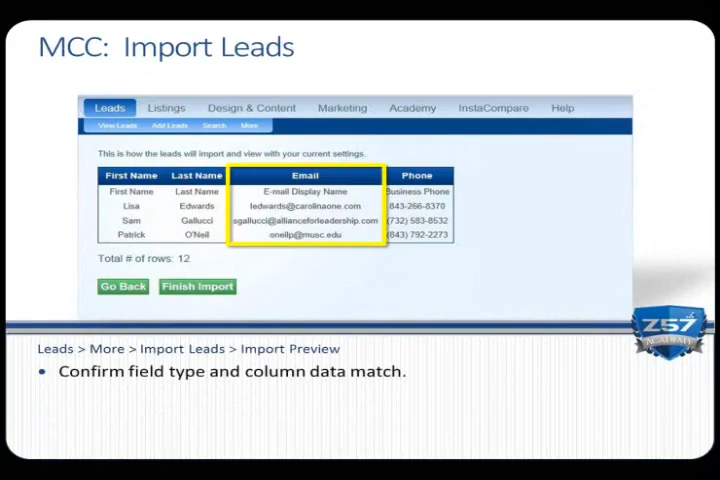 MCC: Import Leads
Leads Listings Design & Content Marketing Academy InstaCompare Help
View Leads Add Leads Search More
This is how the leads will import and view with your current settings.
First Name Last Name Email Phone
First Name Last Name E-mail Display Name Business Phone
Lisa Edwards ledwards@carolinaone.com 843-266-8370
Sam Gallucci sgallucci@allianceforleadership.com (732) 583-8532
Patrick O'Neil oneilp@musc.edu (843) 792-2273
Total # of rows: 12
Go Back Finish Import
Z57
ACADEMY
Leads > More > Import Leads > Import Preview
• Confirm field type and column data match.